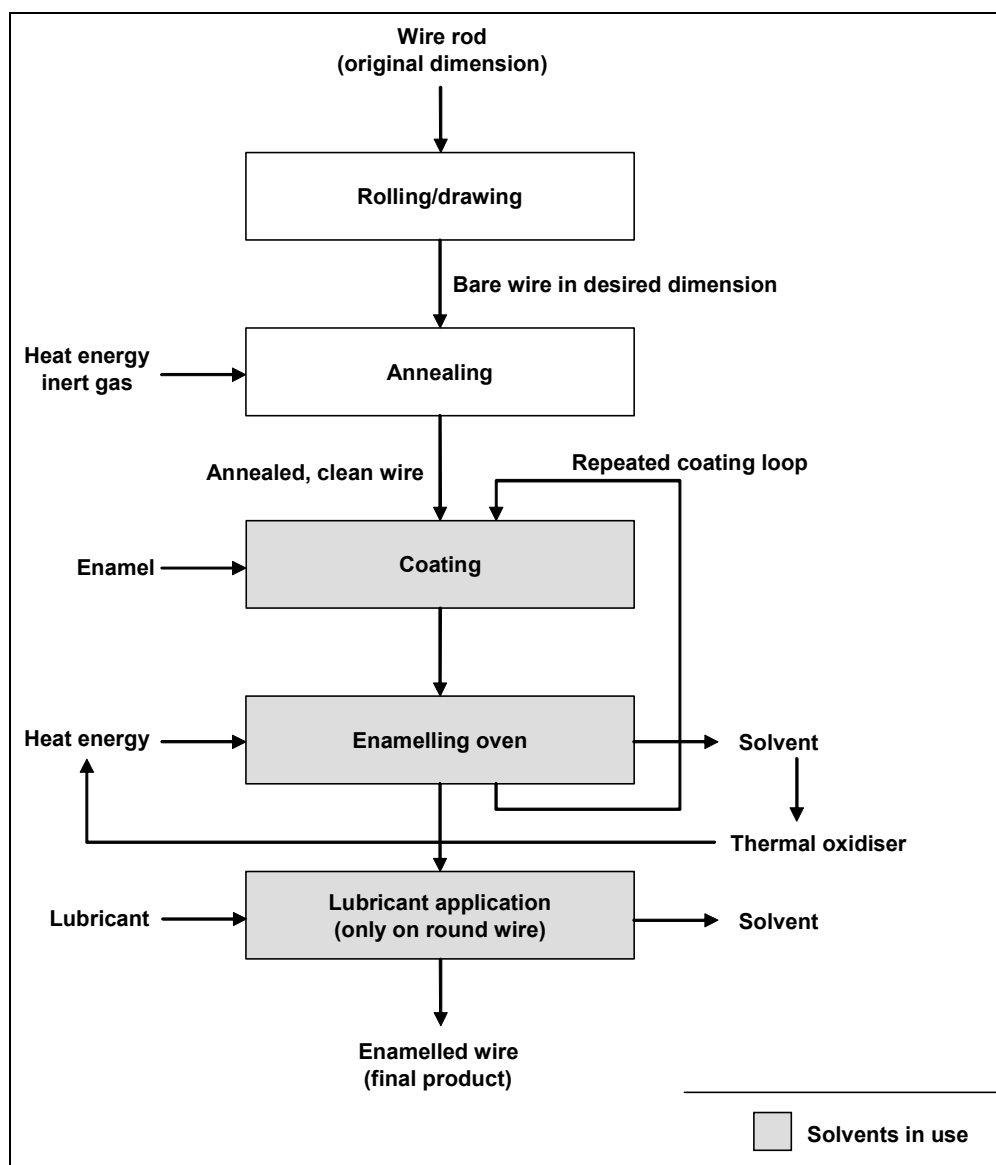 Wire rod
(original dimension)
Rolling/drawing
Bare wire in desired dimension
Heat energy
inert gas
Annealing
Annealed, clean wire
Repeated coating loop
Enamel
Coating
Heat energy
Enamelling oven
Solvent
Thermal oxidiser
Lubricant
Lubricant application
(only on round wire)
Solvent
Enamelled wire
(final product)
Solvents in use